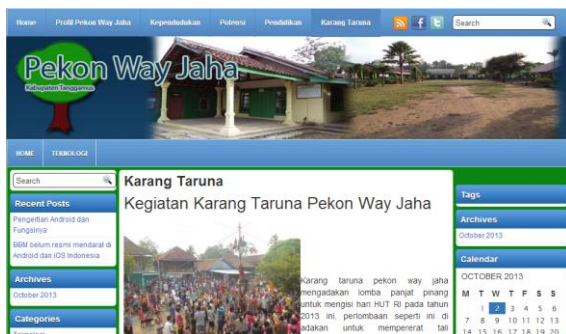 Home Profil Pekon Way Jaha Kependudukan Potensi Pendidikan Karang Taruna
Search
Pekon Way Jaha
Kabupaten Tanggamus
HOME TEKNOLOGI
Search
Recent Posts
Pengertian Android dan
Fungsinya
BBM belum resmi mendarat di
Android dan iOS Indonesia
Archives
October 2013
Categories
Teknologi
Karang Taruna
Kegiatan Karang Taruna Pekon Way Jaha
Karang taruna pekon way jaha
mengadakan lomba panjat pinang
untuk mengisi hari HUT RI pada tahun
2013 ini, perlombaan seperti ini di
adakan untuk mempererat tali
Tags
Archives
October 2013
Calendar
OCTOBER 2013
M T W T F S S
1 2 3 4 5 6
7 8 9 10 11 12 13
14 15 16 17 18 19 20